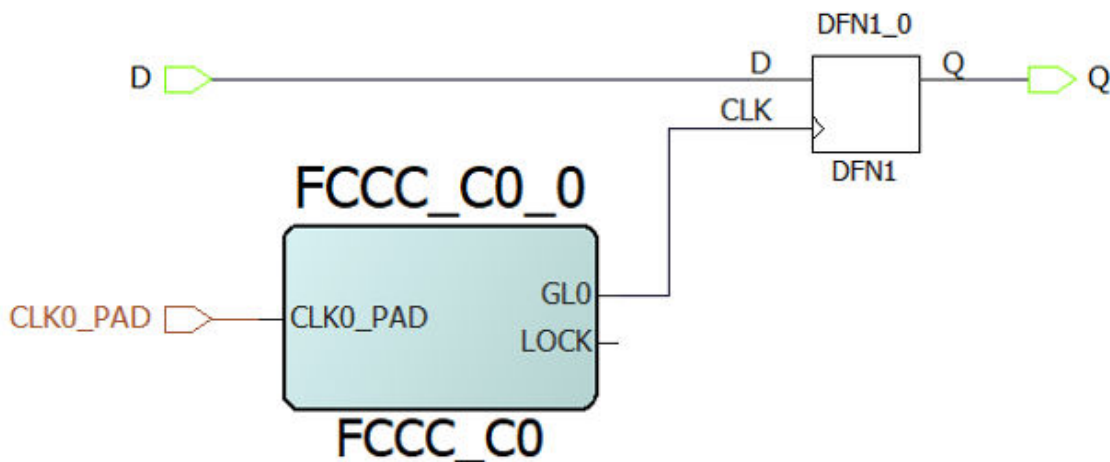 DFN1_0
D
D
Q
Q
CLK
DFN1
FCCC_C0_0
GL0
CLK0_PAD
CLK0_PAD
LOCK
FCCC_C0